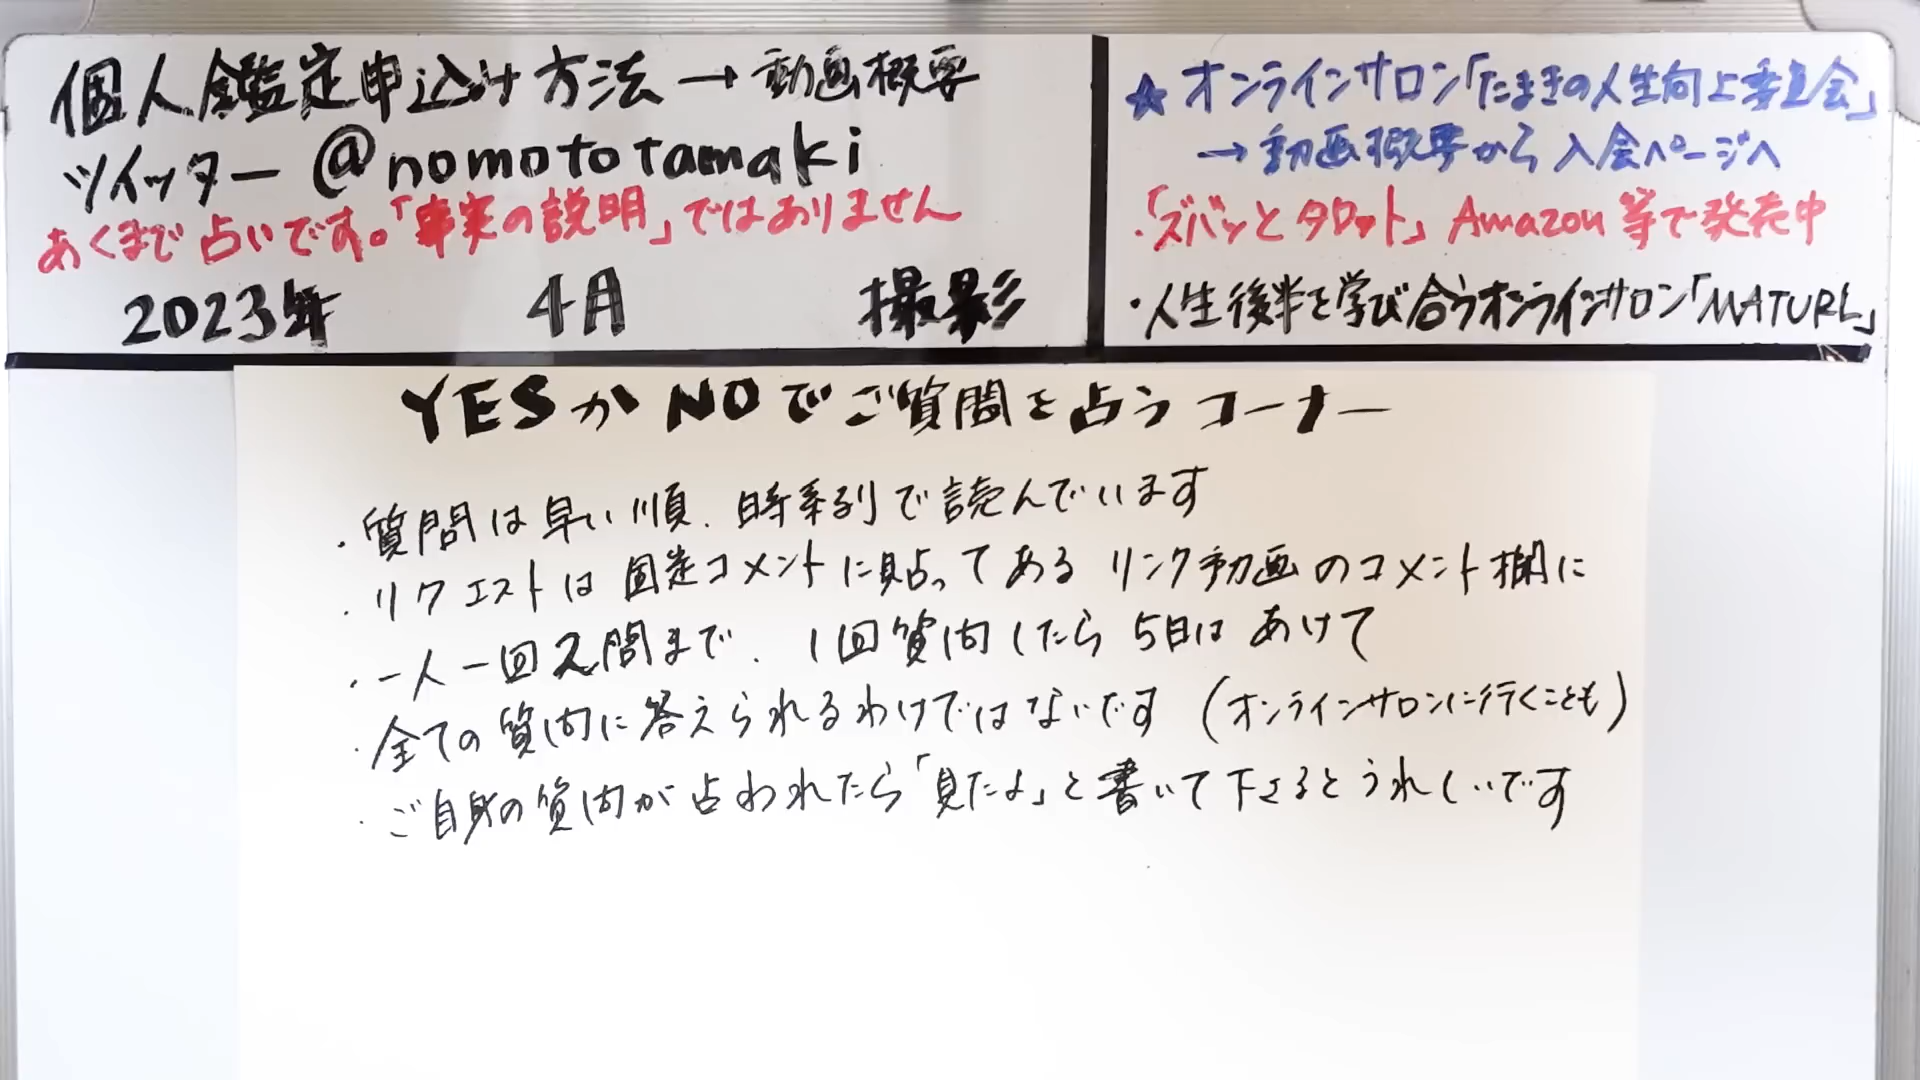 個人鑑定申込み方法→動画概要
ツイッター @nomototamaki
あくまで占いです。「事実の説明」ではありません
2023年 4月 撮影
☆オンラインサロン「たまきの人生向上委員会」
→動画概要から入会ページへ
・「ズバッとタロット」Amazon等で発売中
・人生後半を学び合うオンラインサロン「MATURE」
YESかNOでご質問を占うコーナー
・質問は早い順、時系列で読んでいます
・リクエストは固定コメントに貼ってあるリンク動画のコメント欄に
・一人一回2問まで、1回質問したら5日はあけて
・全ての質問に答えられるわけではないです(オンラインサロンに行くことも)
・ご自身の質問が占われたら「見たよ」と書いて下さるとうれしいです